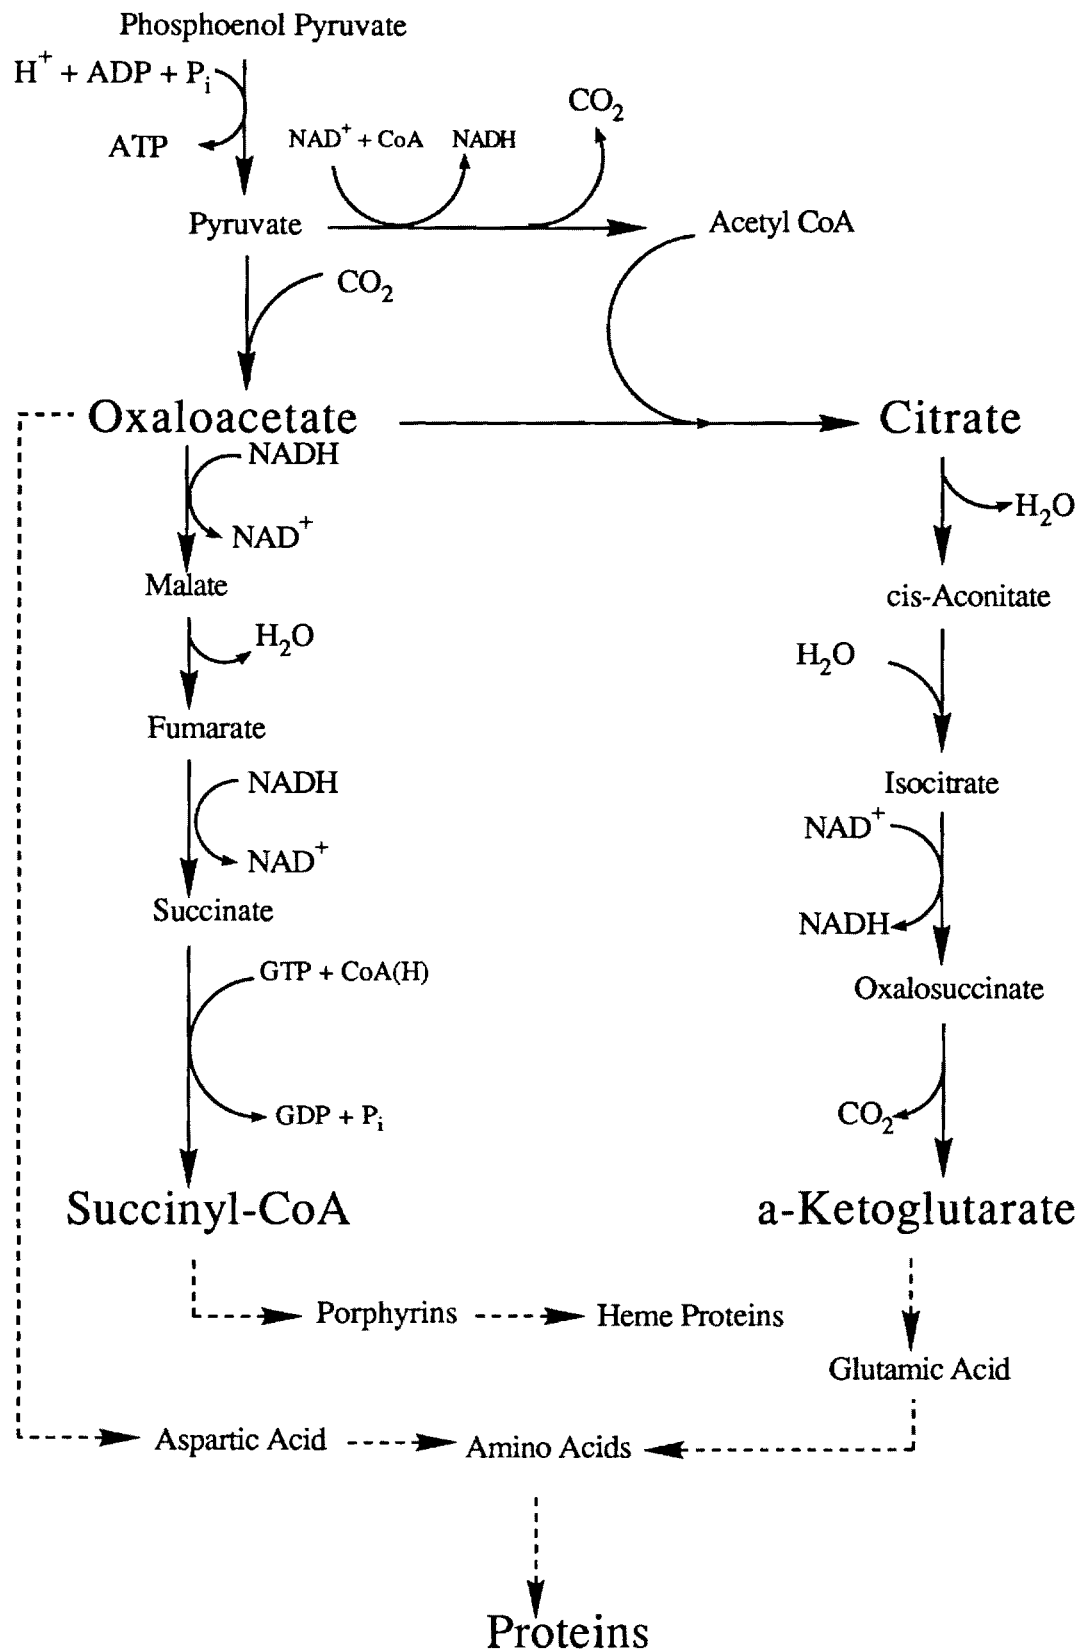 Phosphoenol Pyruvate
H⁺ + ADP + Pᵢ
ATP
NAD⁺ + CoA
NADH
CO₂
Pyruvate
Acetyl CoA
CO₂
Oxaloacetate
Citrate
NADH
NAD⁺
H₂O
Malate
cis-Aconitate
H₂O
H₂O
Fumarate
NADH
Isocitrate
NAD⁺
NAD⁺
Succinate
NADH
GTP + CoA(H)
Oxalosuccinate
GDP + Pᵢ
CO₂
Succinyl-CoA
a-Ketoglutarate
Porphyrins
Heme Proteins
Glutamic Acid
Aspartic Acid
Amino Acids
Proteins